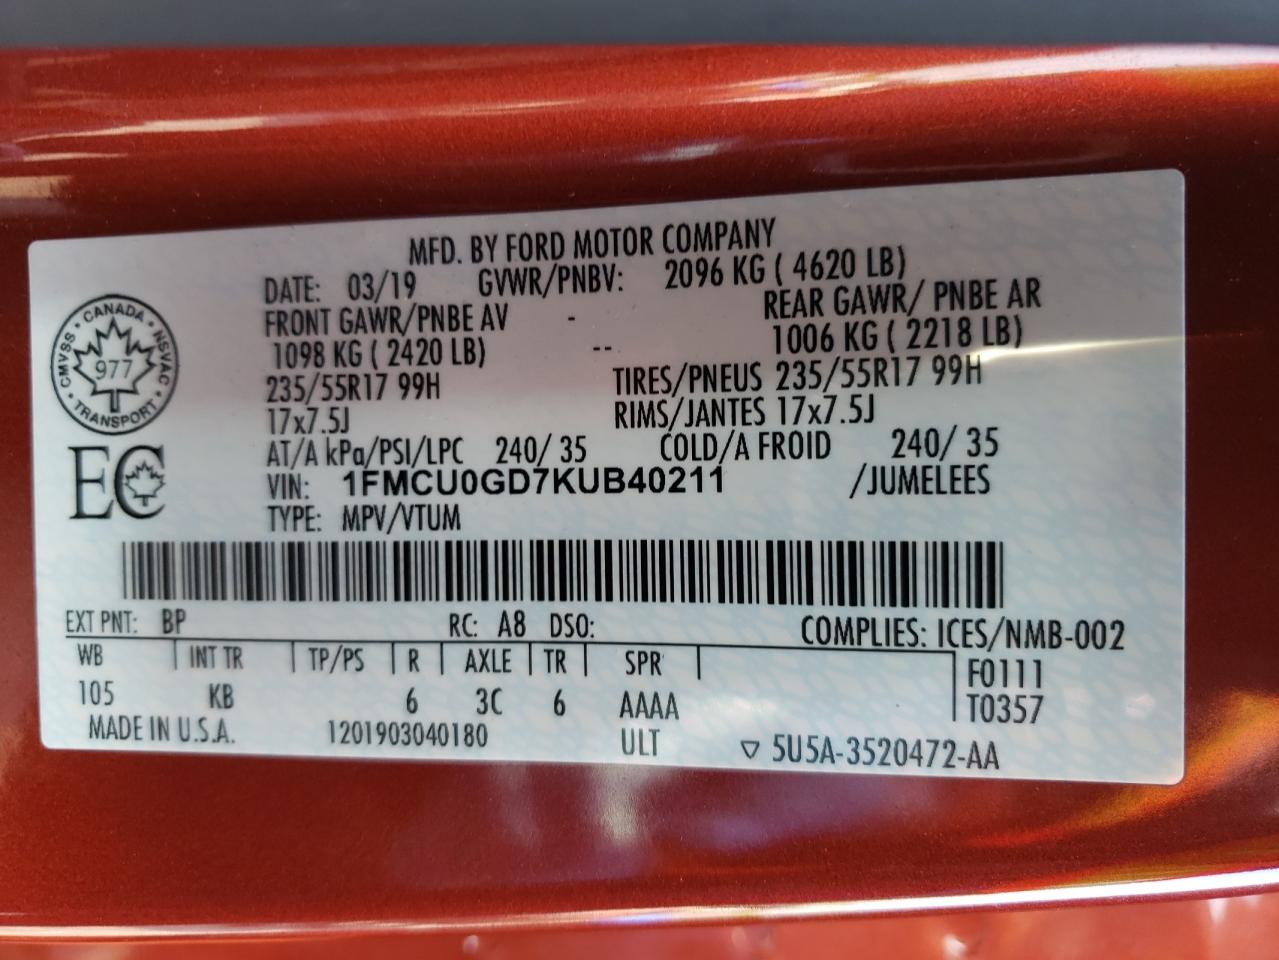 MFD. BY FORD MOTOR COMPANY
DATE: 03/19 GVWR/PNBV: 2096 KG ( 4620 LB)
FRONT GAWR/PNBE AV - REAR GAWR/ PNBE AR
1098 KG ( 2420 LB) -- 1006 KG ( 2218 LB)
235/55R17 99H TIRES/PNEUS 235/55R17 99H
17x7.5J RIMS/JANTES 17x7.5J
AT/A kPa/PSI/LPC 240/ 35 COLD/A FROID 240/ 35
VIN: 1FMCU0GD7KUB40211 /JUMELEES
TYPE: MPV/VTUM
CANADA • NSVAC • TRANSPORT • CMVSS •
977
EC
EXT PNT: BP RC: A8 DSO: COMPLIES: ICES/NMB-002
WB | INT TR | TP/PS | R | AXLE | TR | SPR | F0111
105 KB 6 3C 6 AAAA T0357
MADE IN U.S.A. 1201903040180 ULT ▽ 5U5A-3520472-AA